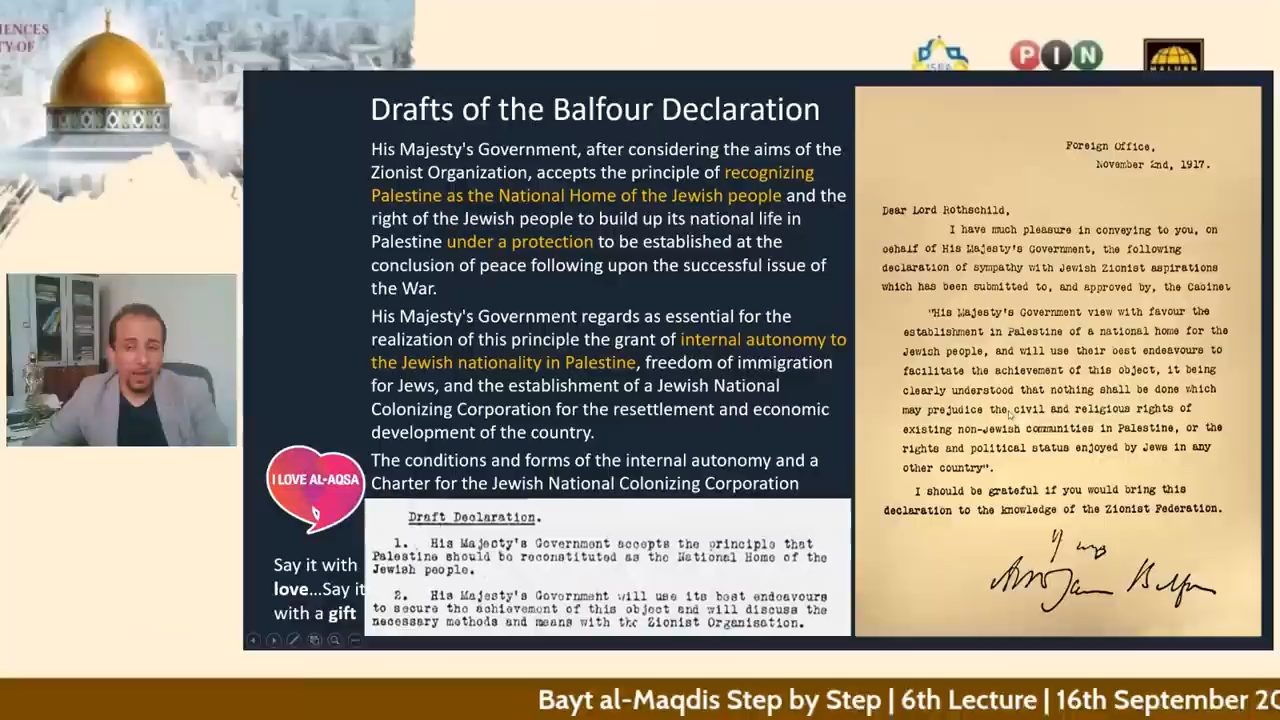 IENCES
TY OF
ISRA
PIN
Drafts of the Balfour Declaration
His Majesty's Government, after considering the aims of the
Zionist Organization, accepts the principle of recognizing
Palestine as the National Home of the Jewish people and the
right of the Jewish people to build up its national life in
Palestine under a protection to be established at the
conclusion of peace following upon the successful issue of
the War.
His Majesty's Government regards as essential for the
realization of this principle the grant of internal autonomy to
the Jewish nationality in Palestine, freedom of immigration
for Jews, and the establishment of a Jewish National
Colonizing Corporation for the resettlement and economic
development of the country.
The conditions and forms of the internal autonomy and a
Charter for the Jewish National Colonizing Corporation
Draft Declaration.
1. His Majesty's Government accepts the principle that
Palestine should be reconstituted as the National Home of the
Jewish people.
2. His Majesty's Government will use its best endeavours
to secure the achievement of this object and will discuss the
necessary methods and means with the Zionist Organisation.
I LOVE AL-AQSA
Say it with
love...Say it
with a gift
Foreign Office,
November 2nd, 1917.
Dear Lord Rothschild,
I have much pleasure in conveying to you, on
behalf of His Majesty's Government, the following
declaration of sympathy with Jewish Zionist aspirations
which has been submitted to, and approved by, the Cabinet
"His Majesty's Government view with favour the
establishment in Palestine of a national home for the
Jewish people, and will use their best endeavours to
facilitate the achievement of this object, it being
clearly understood that nothing shall be done which
may prejudice the civil and religious rights of
existing non-Jewish communities in Palestine, or the
rights and political status enjoyed by Jews in any
other country".
I should be grateful if you would bring this
declaration to the knowledge of the Zionist Federation.
Bayt al-Maqdis Step by Step | 6th Lecture | 16th September 20